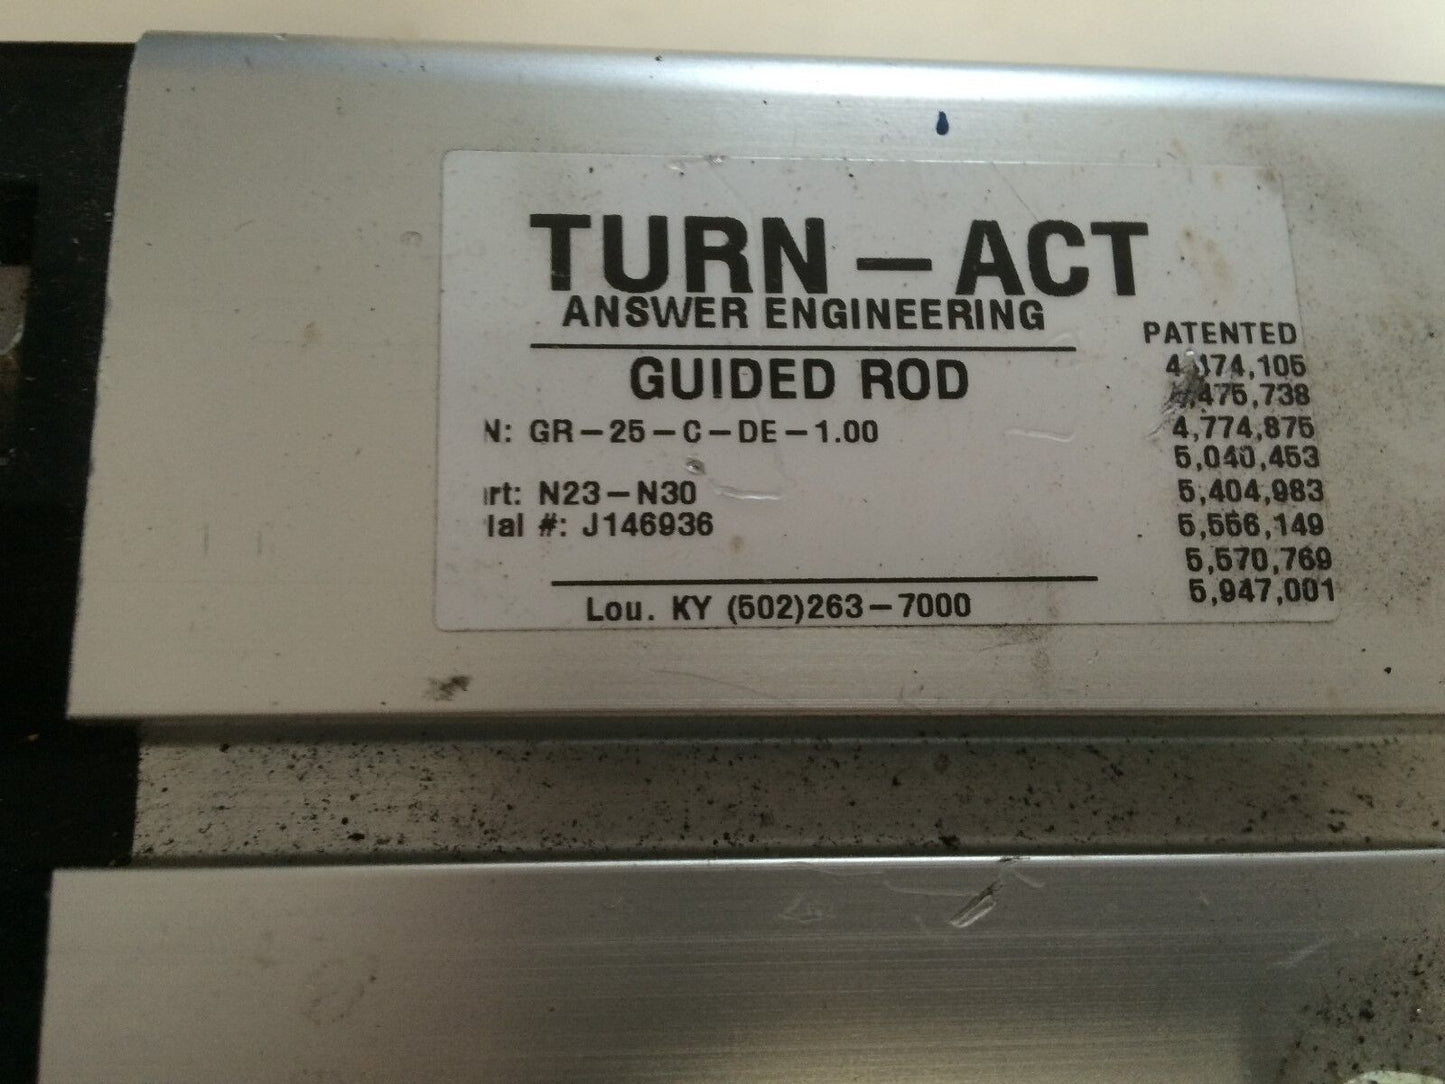 TURN-ACT
ANSWER ENGINEERING
GUIDED ROD
N: GR-25-C-DE-1.00
rt: N23-N30
ial #: J146936
Lou. KY (502)263-7000
PATENTED
4,774,875
5,040,453
5,404,983
5,556,149
5,570,769
5,947,001